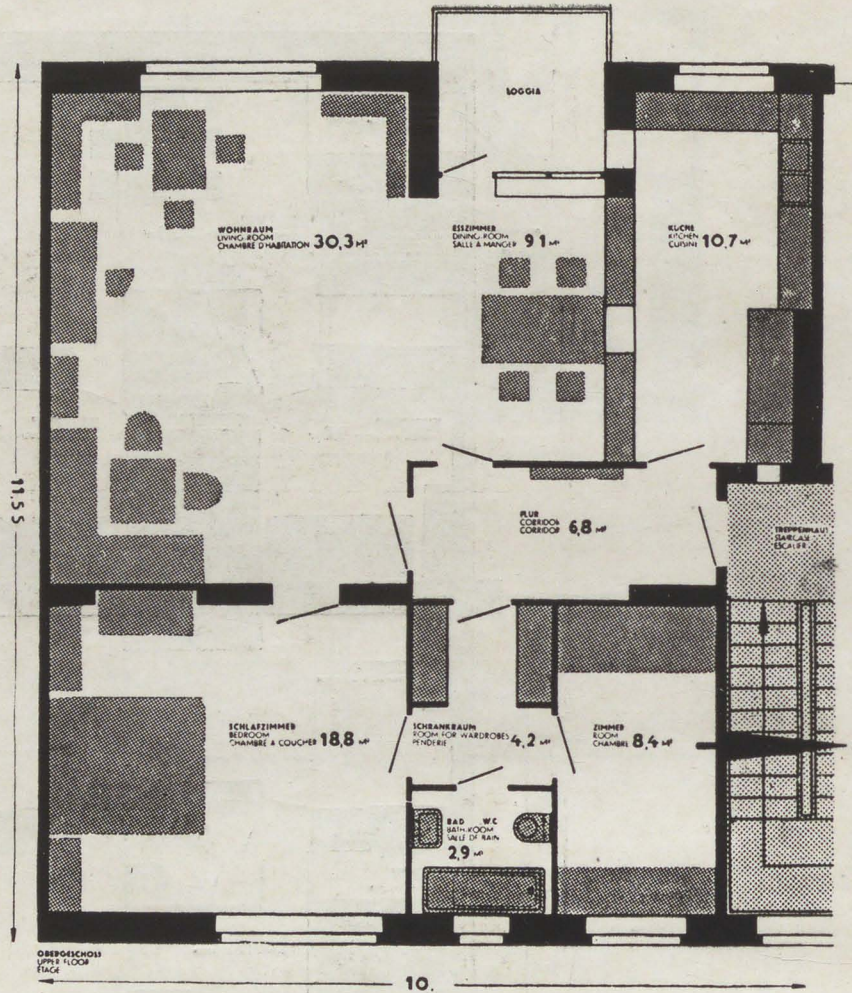 LOGGIA
WOHNRAUM
LIVING-ROOM
CHAMBRE D'HABITATION 30,3 M²
ESSZIMMER
DINING-ROOM
SALLE À MANGER 9 1 M²
KÜCHE
KITCHEN
CUISINE 10,7 M²
11.55
FLUR
CORRIDOR
CORRIDOR 6,8 M²
TREPPENHAUS
STAIRCASE
ESCALIER
SCHLAFZIMMER
BEDROOM
CHAMBRE À COUCHER 18,8 M²
SCHRANKRAUM
ROOM FOR WARDROBES
PENDERIE 4,2 M²
ZIMMER
ROOM
CHAMBRE 8,4 M²
BAD W.C
BATH-ROOM
SALLE DE BAIN
2,9 M²
OBERGESCHOSS
UPPER FLOOR
ÉTAGE
10.